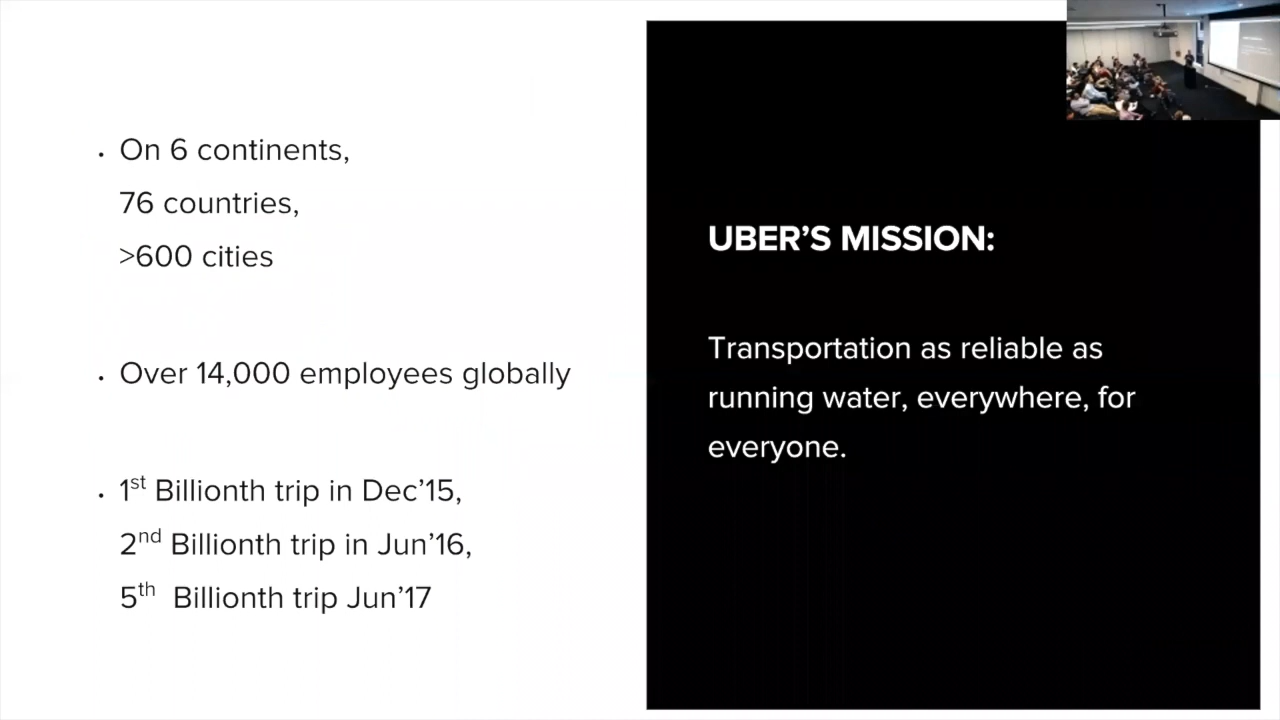 • On 6 continents,
76 countries,
>600 cities
• Over 14,000 employees globally
• 1st Billionth trip in Dec’15,
2nd Billionth trip in Jun’16,
5th Billionth trip Jun’17
UBER’S MISSION:
Transportation as reliable as
running water, everywhere, for
everyone.